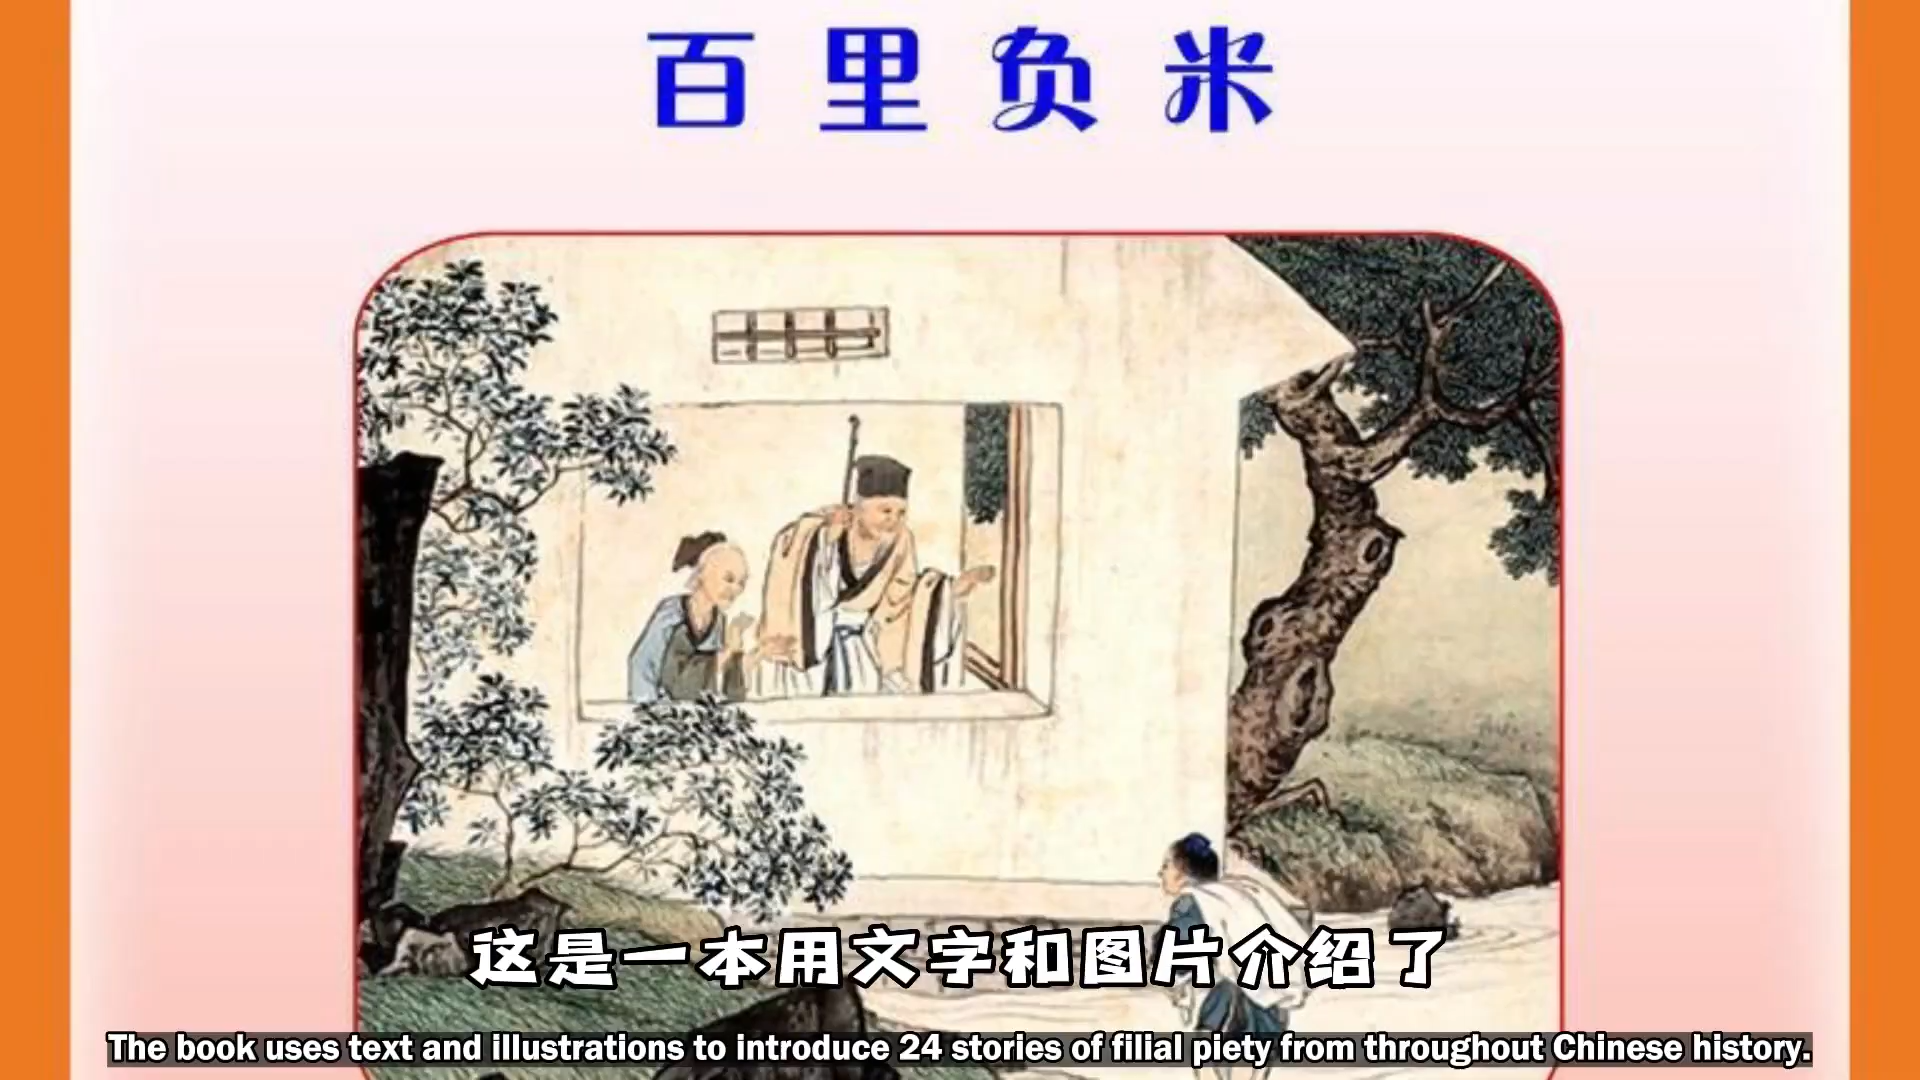 百里负米
这是一本用文字和图片介绍了
The book uses text and illustrations to introduce 24 stories of filial piety from throughout Chinese history.